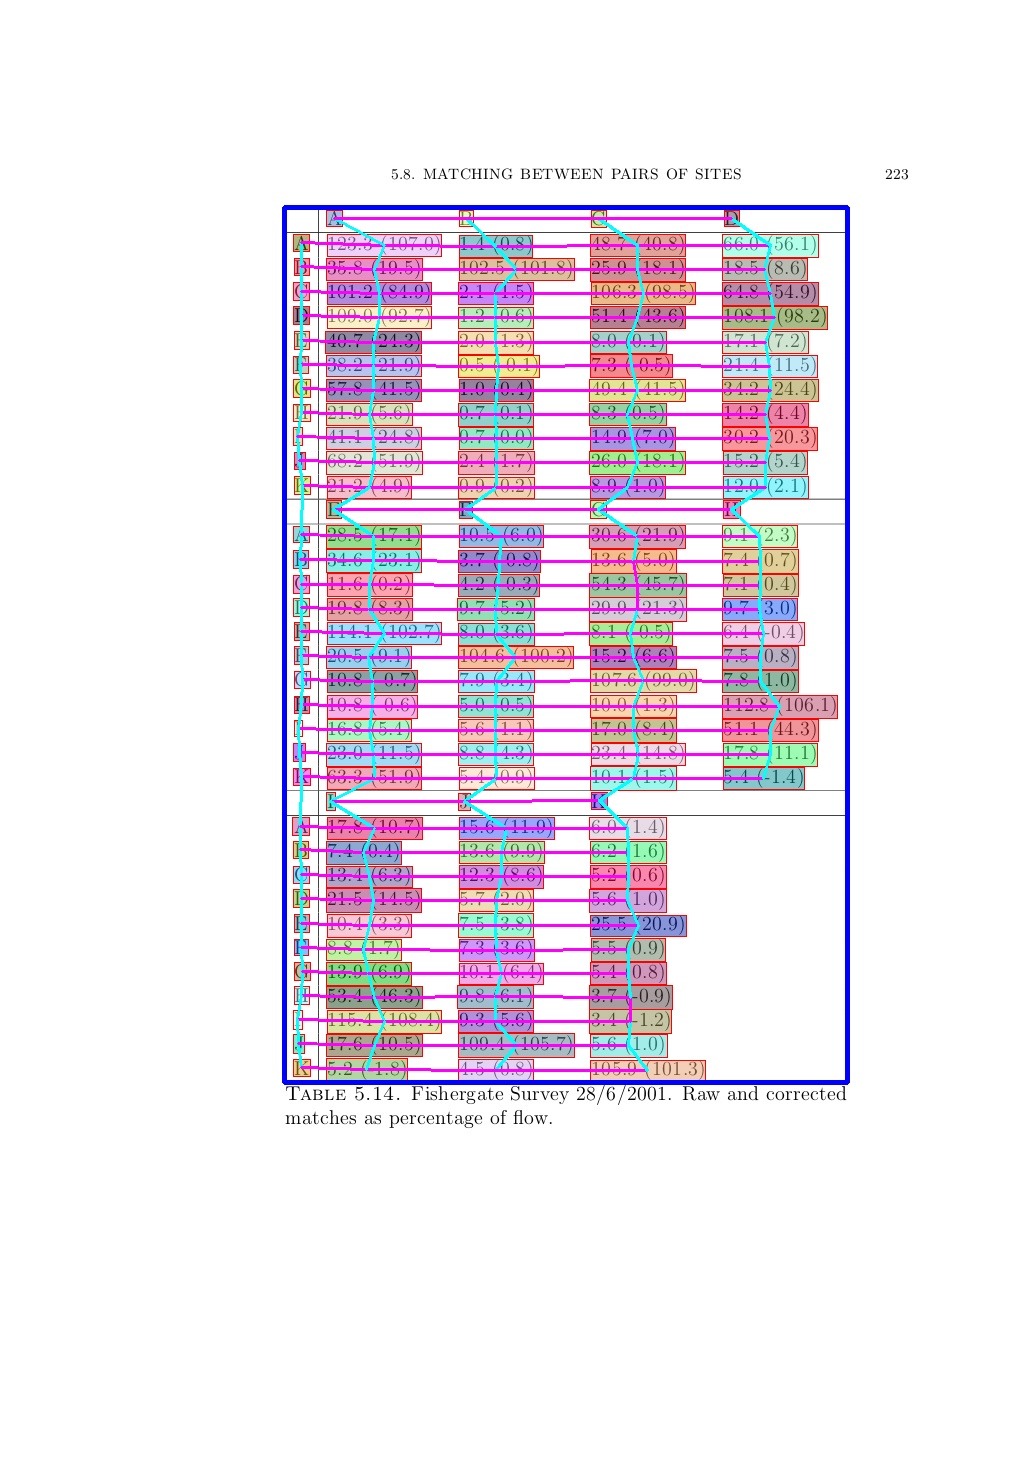 5.8. MATCHING BETWEEN PAIRS OF SITES 223
A B C D
A 123.3 (107.0) 1.4 (0.8) 48.7 (40.8) 66.0 (56.1)
B 35.8 (19.5) 102.5 (101.8) 25.9 (18.1) 18.5 (8.6)
C 101.2 (84.9) 2.1 (1.5) 106.3 (98.5) 64.8 (54.9)
D 109.0 (92.7) 1.2 (0.6) 51.4 (43.6) 108.1 (98.2)
E 40.7 (24.3) 2.0 (1.3) 8.0 (0.1) 17.1 (7.2)
F 38.2 (21.9) 0.5 (-0.1) 7.3 (-0.5) 21.4 (11.5)
G 57.8 (41.5) 1.0 (0.4) 49.4 (41.5) 34.2 (24.4)
H 21.9 (5.6) 0.7 (0.1) 8.3 (0.5) 14.2 (4.4)
I 41.1 (24.8) 0.7 (0.0) 14.9 (7.0) 30.2 (20.3)
J 68.2 (51.9) 2.4 (1.7) 26.0 (18.1) 15.2 (5.4)
K 21.2 (4.9) 0.9 (0.2) 8.9 (1.0) 12.0 (2.1)
E F G H
A 28.5 (17.1) 10.5 (6.0) 30.6 (21.9) 9.1 (2.3)
B 34.6 (23.1) 3.7 (-0.8) 13.6 (5.0) 7.4 (0.7)
C 11.6 (0.2) 4.2 (-0.3) 54.3 (45.7) 7.1 (0.4)
D 19.8 (8.3) 9.7 (5.2) 29.9 (21.3) 9.7 (3.0)
E 114.1 (102.7) 8.0 (3.6) 8.1 (-0.5) 6.4 (-0.4)
F 20.5 (9.1) 104.6 (100.2) 15.2 (6.6) 7.5 (0.8)
G 10.8 (-0.7) 7.9 (3.4) 107.6 (99.0) 7.8 (1.0)
H 10.8 (-0.6) 5.0 (0.5) 10.0 (1.3) 112.8 (106.1)
I 16.8 (5.4) 5.6 (1.1) 17.0 (8.4) 51.1 (44.3)
J 23.0 (11.5) 8.8 (4.3) 23.4 (14.8) 17.8 (11.1)
K 63.3 (51.9) 5.4 (0.9) 10.1 (1.5) 5.4 (-1.4)
I J K
A 17.8 (10.7) 15.6 (11.9) 6.0 (1.4)
B 7.4 (0.4) 13.6 (9.9) 6.2 (1.6)
C 13.4 (6.3) 12.3 (8.6) 5.2 (0.6)
D 21.5 (14.5) 5.7 (2.0) 5.6 (1.0)
E 10.4 (3.3) 7.5 (3.8) 25.5 (20.9)
F 8.8 (1.7) 7.3 (3.6) 5.5 (0.9)
G 13.9 (6.9) 10.1 (6.4) 5.4 (0.8)
H 53.4 (46.3) 9.8 (6.1) 3.7 (-0.9)
I 115.4 (108.4) 9.3 (5.6) 3.4 (-1.2)
J 17.6 (10.5) 109.4 (105.7) 5.6 (1.0)
K 5.2 (-1.8) 4.5 (0.8) 105.9 (101.3)
TABLE 5.14. Fishergate Survey 28/6/2001. Raw and corrected
matches as percentage of flow.